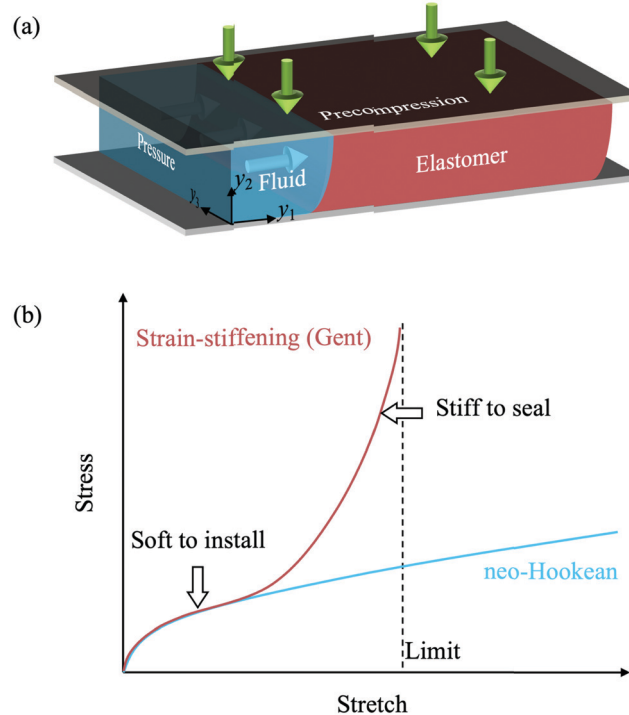 (a)
Precompression
Pressure
Fluid
Elastomer
y2
y3
y1
(b)
Strain-stiffening (Gent)
Stiff to seal
Soft to install
neo-Hookean
Limit
Stress
Stretch